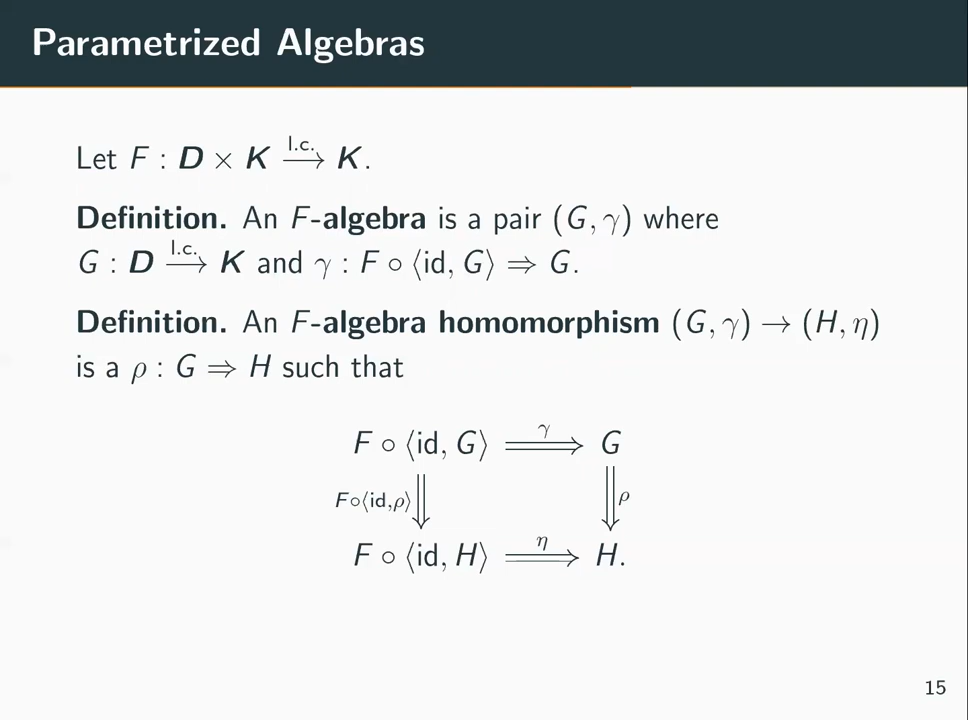 Parametrized Algebras
Let F : D × K l.c.⟶ K.
Definition. An F-algebra is a pair (G, γ) where
G : D l.c.⟶ K and γ : F ∘ ⟨id, G⟩ ⇒ G.
Definition. An F-algebra homomorphism (G, γ) → (H, η)
is a ρ : G ⇒ H such that
F ∘ ⟨id, G⟩ γ⟹ G
F∘⟨id,ρ⟩ ⇓ ⇓ ρ
F ∘ ⟨id, H⟩ η⟹ H.
15